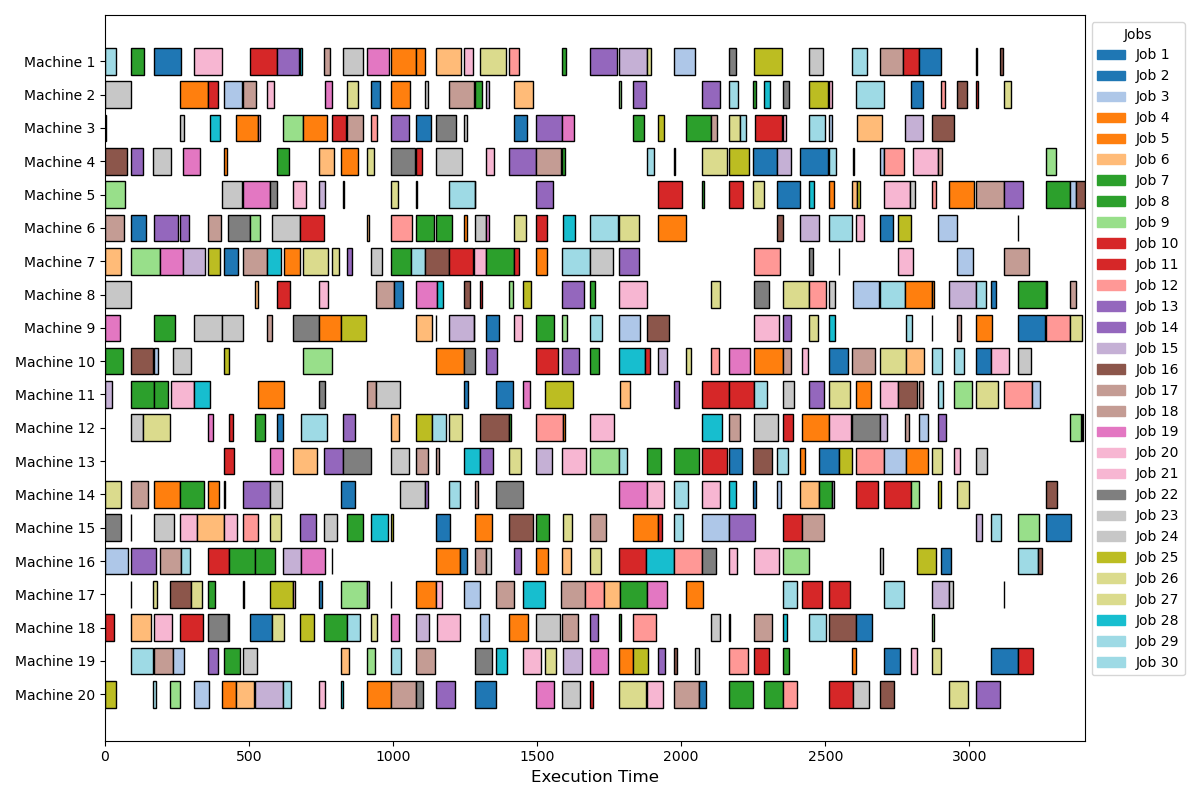 Machine 1
Machine 2
Machine 3
Machine 4
Machine 5
Machine 6
Machine 7
Machine 8
Machine 9
Machine 10
Machine 11
Machine 12
Machine 13
Machine 14
Machine 15
Machine 16
Machine 17
Machine 18
Machine 19
Machine 20
0 500 1000 1500 2000 2500 3000
Execution Time
Jobs
Job 1
Job 2
Job 3
Job 4
Job 5
Job 6
Job 7
Job 8
Job 9
Job 10
Job 11
Job 12
Job 13
Job 14
Job 15
Job 16
Job 17
Job 18
Job 19
Job 20
Job 21
Job 22
Job 23
Job 24
Job 25
Job 26
Job 27
Job 28
Job 29
Job 30